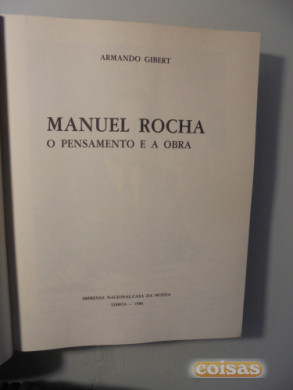 ARMANDO GIBERT
MANUEL ROCHA
O PENSAMENTO E A OBRA
IMPRENSA NACIONAL-CASA DA MOEDA
LISBOA —
coisas